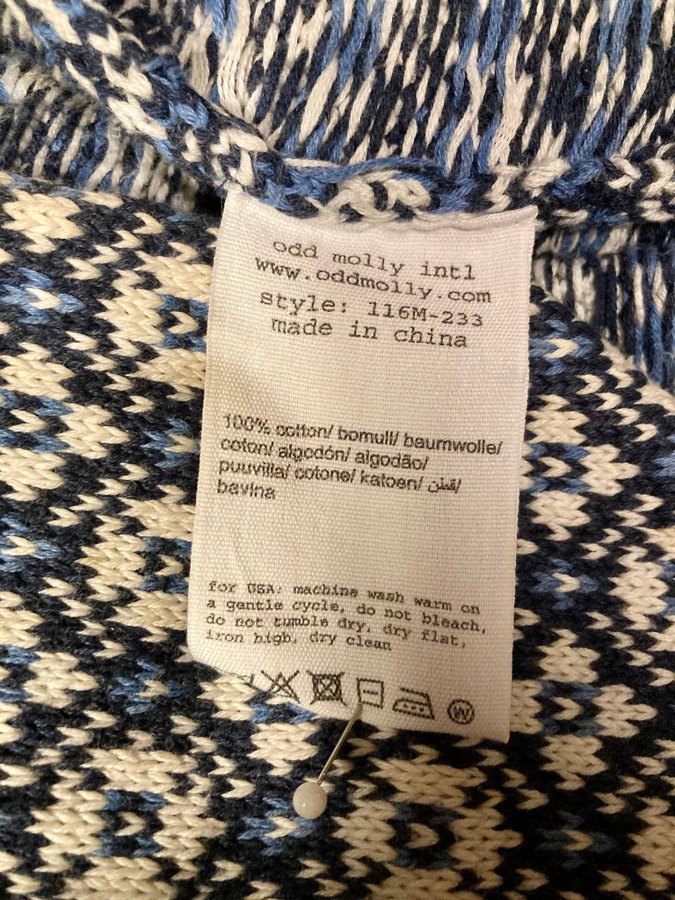 odd molly intl
www.oddmolly.com
style: 116M-233
made in china
100% cotton/ bomull/ baumwolle/
coton/ algodón/ algodão/
puuvilla/ cotone/ katoen/ قطن/
bavlna
for USA: machine wash warm on
a gentle cycle, do not bleach,
do not tumble dry, dry flat,
iron high, dry clean
W